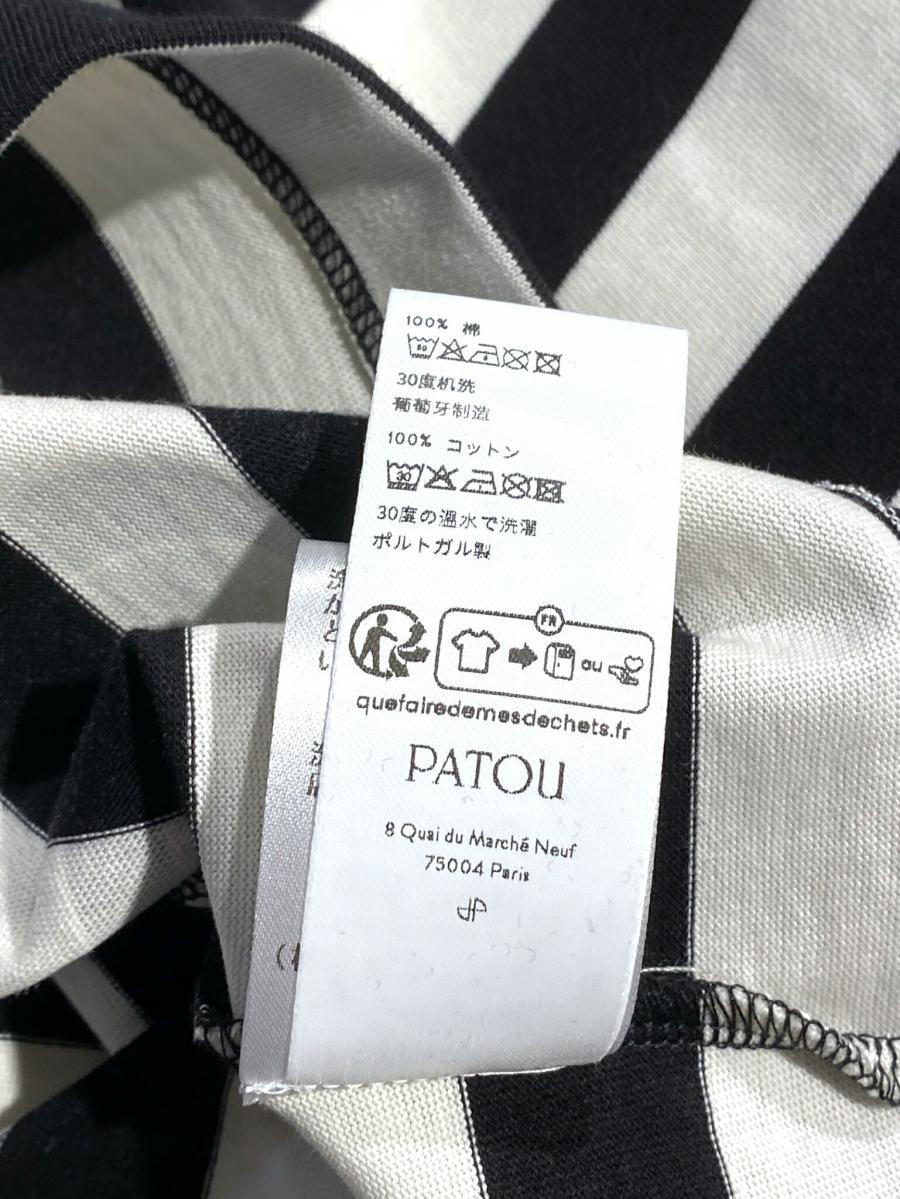 100% 棉
30度机洗
葡萄牙制造
100% コットン
30
30度の温水で洗濯
ポルトガル製
FR
ou
quefairedemesdechets.fr
PATOU
8 Quai du Marché Neuf
75004 Paris